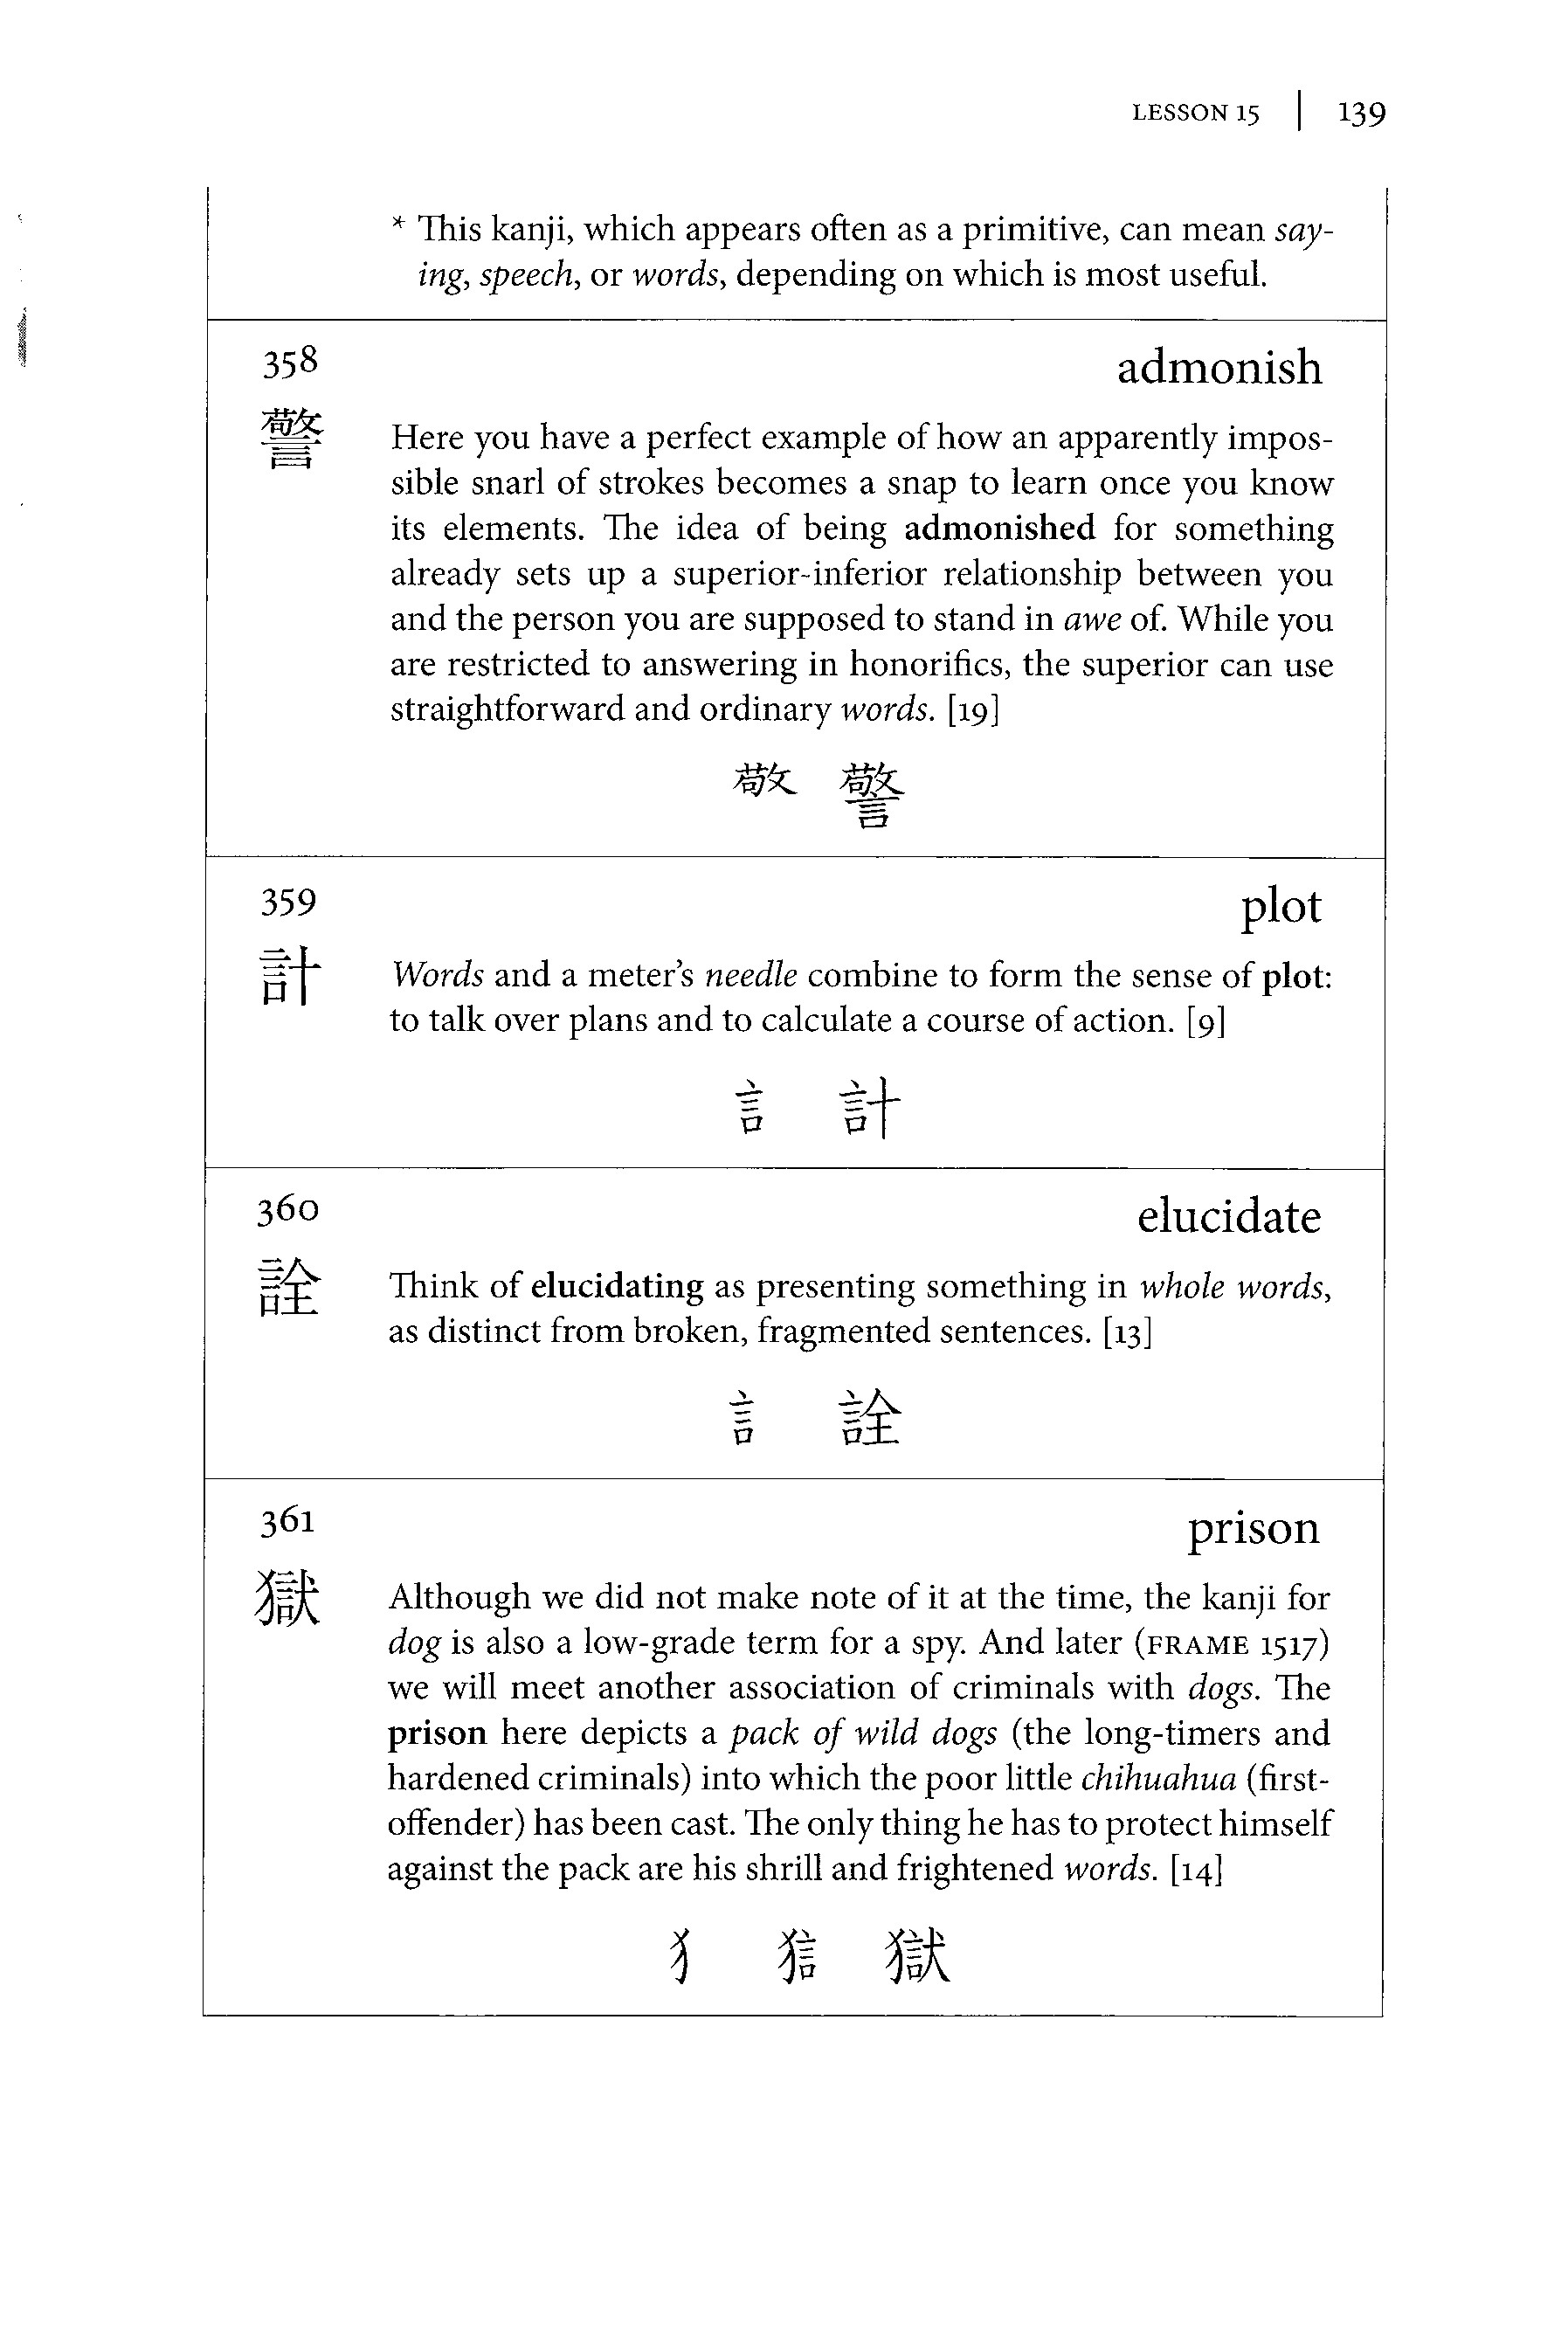 LESSON 15 | 139
* This kanji, which appears often as a primitive, can mean say-
ing, speech, or words, depending on which is most useful.
358
admonish
警
Here you have a perfect example of how an apparently impos-
sible snarl of strokes becomes a snap to learn once you know
its elements. The idea of being admonished for something
already sets up a superior-inferior relationship between you
and the person you are supposed to stand in awe of. While you
are restricted to answering in honorifics, the superior can use
straightforward and ordinary words. [19]
敬 警
359
plot
計
Words and a meter's needle combine to form the sense of plot:
to talk over plans and to calculate a course of action. [9]
言 計
360
elucidate
詮
Think of elucidating as presenting something in whole words,
as distinct from broken, fragmented sentences. [13]
言 詮
361
prison
獄
Although we did not make note of it at the time, the kanji for
dog is also a low-grade term for a spy. And later (FRAME 1517)
we will meet another association of criminals with dogs. The
prison here depicts a pack of wild dogs (the long-timers and
hardened criminals) into which the poor little chihuahua (first-
offender) has been cast. The only thing he has to protect himself
against the pack are his shrill and frightened words. [14]
犭 狺 獄